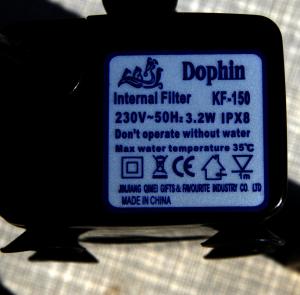 Dophin
Internal Filter KF-150
230V~50Hz 3.2W IPX8
Don't operate without water
Max water temperature 35℃
CE
1m
JINJIANG QIMEI GIFTS & FAVOURITE INDUSTRY CO. LTD
MADE IN CHINA